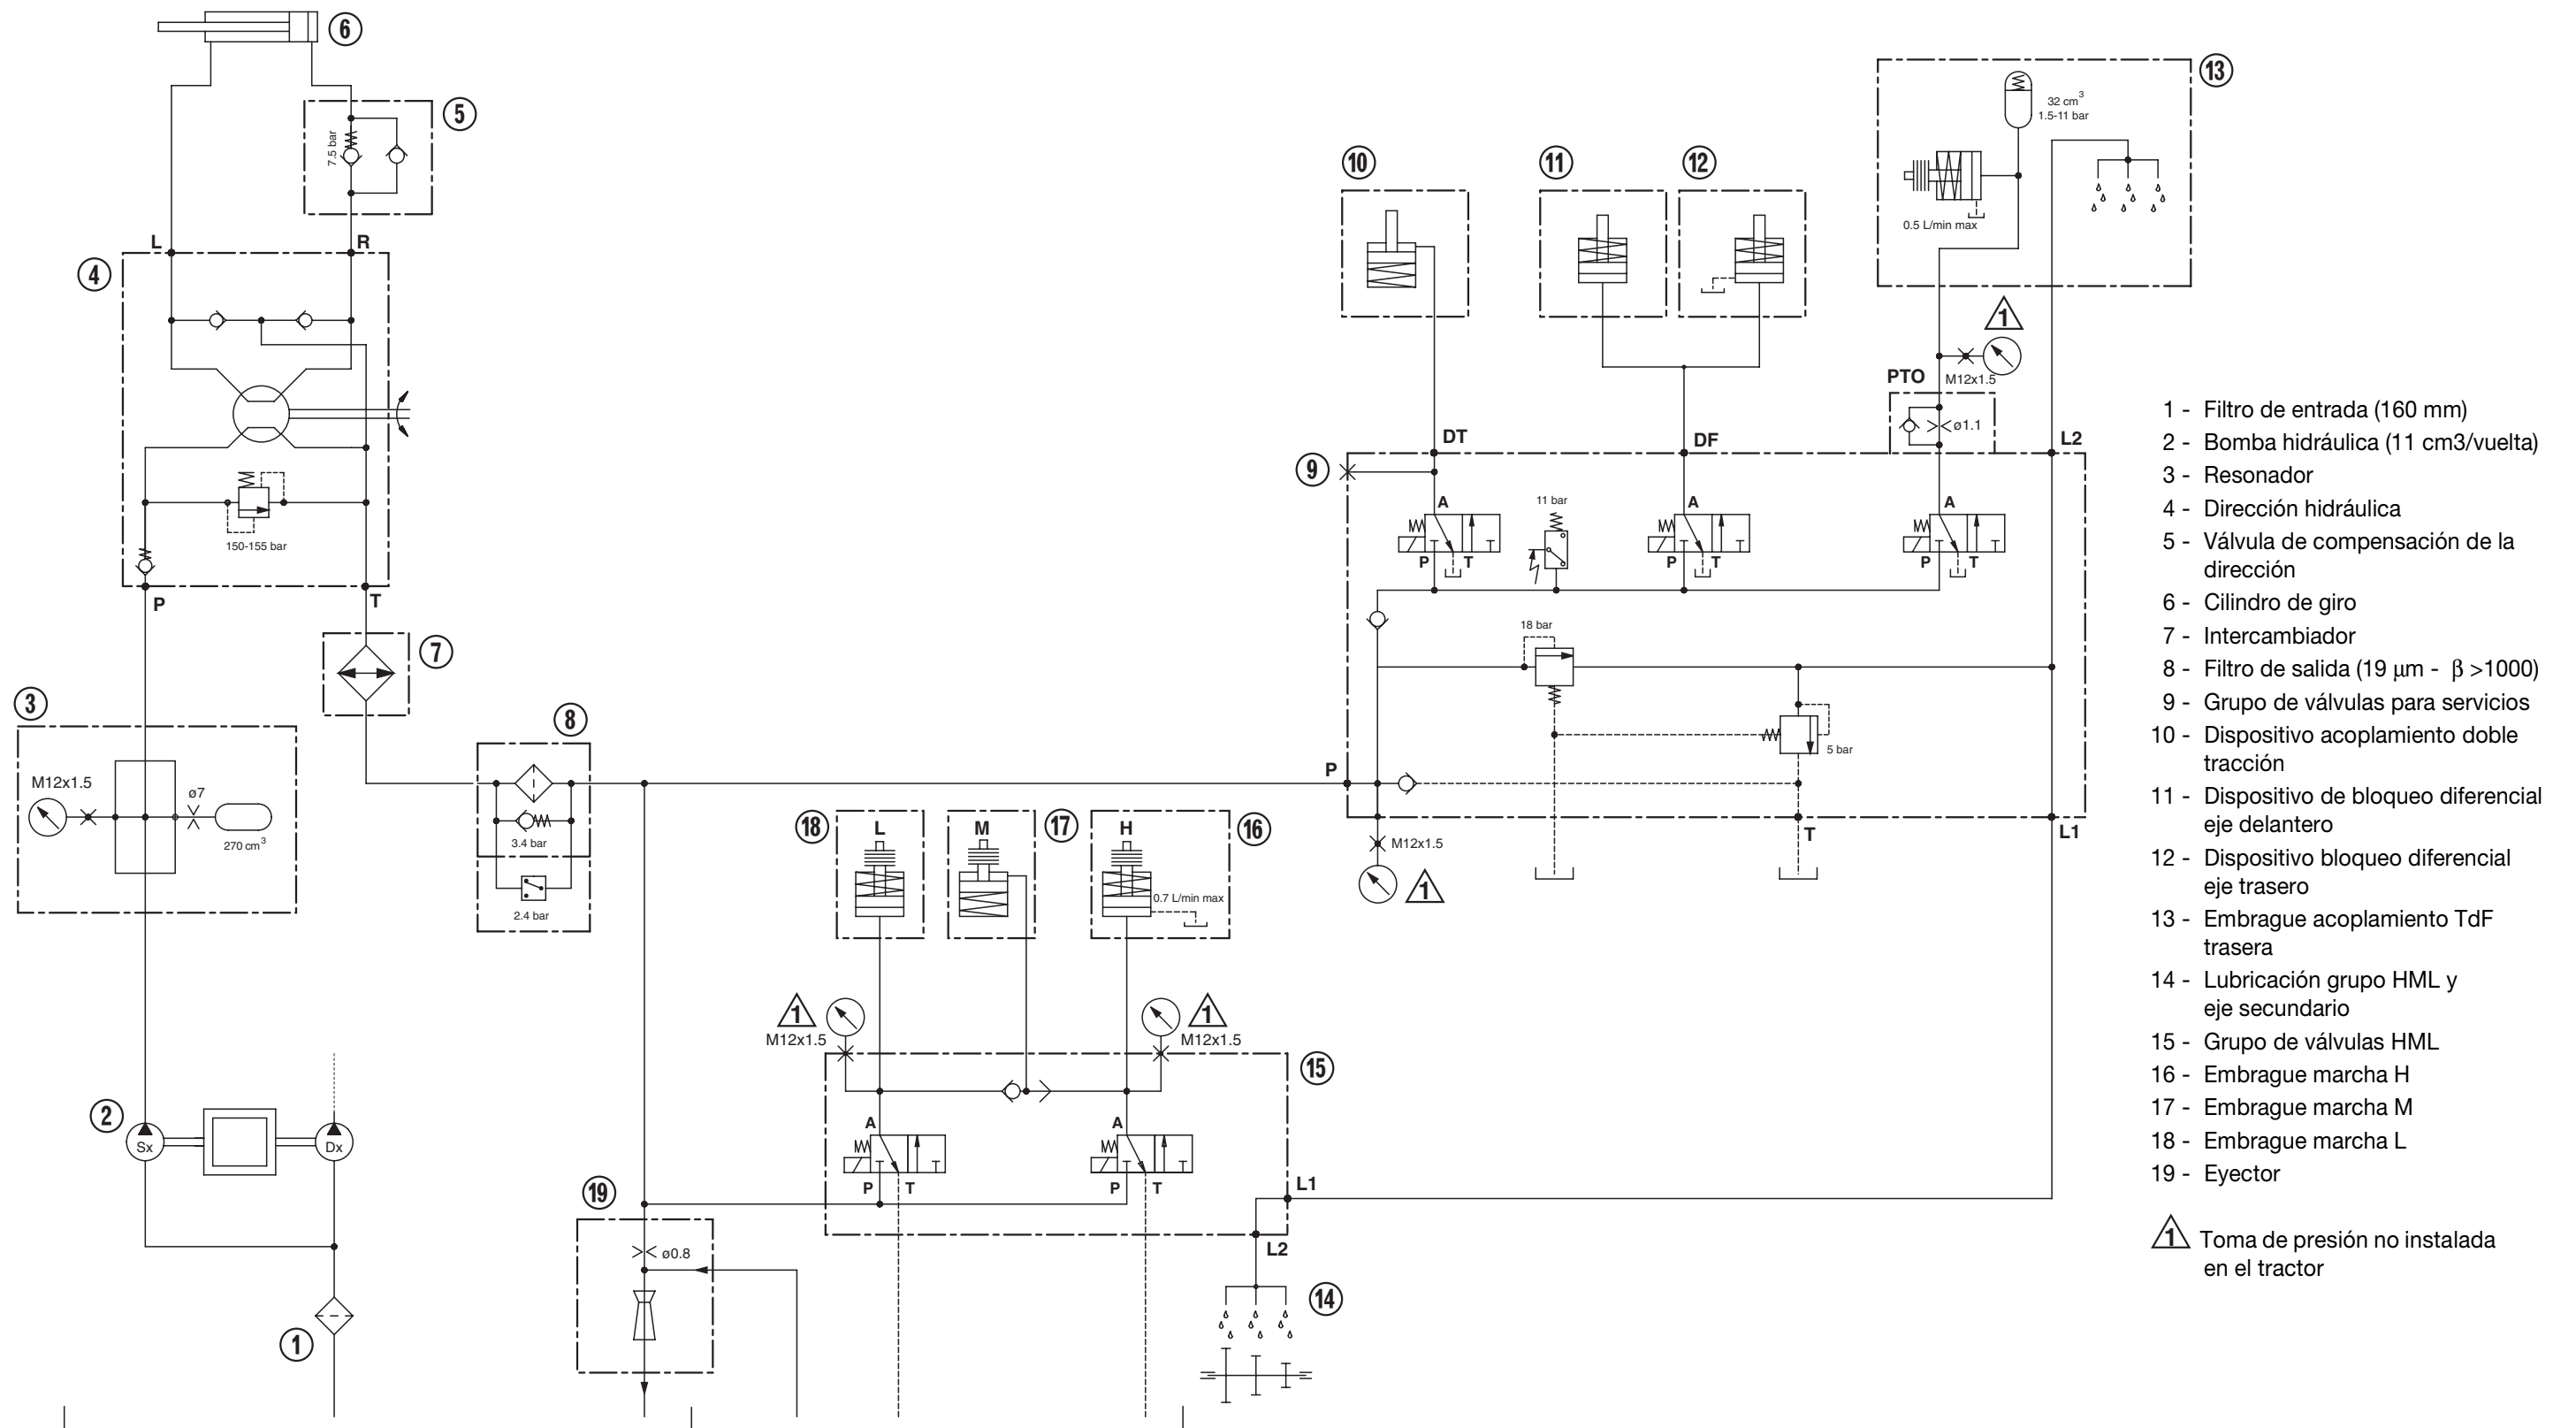 6
5
7.5 bar
L
R
4
150-155 bar
P
T
7
3
M12x1.5
ø7
270 cm3
8
3.4 bar
2.4 bar
2
Sx
Dx
1
10
11
12
13
32 cm3
1.5-11 bar
0.5 L/min max
1
M12x1.5
PTO
ø1.1
DT
DF
L2
9
A
P
T
11 bar
A
P
T
A
P
T
18 bar
5 bar
P
T
L1
M12x1.5
1
18
L
M
17
H
16
0.7 L/min max
1
M12x1.5
1
M12x1.5
15
A
P
T
A
P
T
L1
L2
19
ø0.8
14
1 - Filtro de entrada (160 mm)
2 - Bomba hidráulica (11 cm3/vuelta)
3 - Resonador
4 - Dirección hidráulica
5 - Válvula de compensación de la
dirección
6 - Cilindro de giro
7 - Intercambiador
8 - Filtro de salida (19 μm - β >1000)
9 - Grupo de válvulas para servicios
10 - Dispositivo acoplamiento doble
tracción
11 - Dispositivo de bloqueo diferencial
eje delantero
12 - Dispositivo bloqueo diferencial
eje trasero
13 - Embrague acoplamiento TdF
trasera
14 - Lubricación grupo HML y
eje secundario
15 - Grupo de válvulas HML
16 - Embrague marcha H
17 - Embrague marcha M
18 - Embrague marcha L
19 - Eyector
1 Toma de presión no instalada
en el tractor